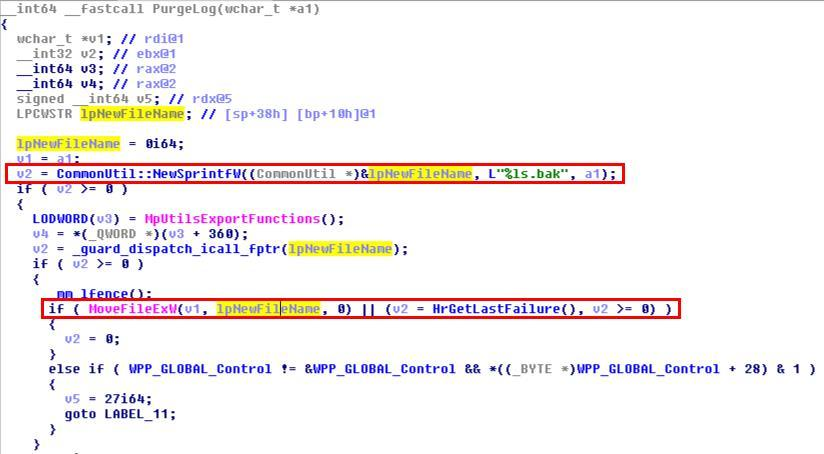 __int64 __fastcall PurgeLog(wchar_t *a1)
{
wchar_t *v1; // rdi@1
__int32 v2; // ebx@1
__int64 v3; // rax@2
__int64 v4; // rax@2
signed __int64 v5; // rdx@5
LPCWSTR lpNewFileName; // [sp+38h] [bp+10h]@1
lpNewFileName = 0i64;
v1 = a1;
v2 = CommonUtil::NewSprintfW((CommonUtil *)&lpNewFileName, L"%ls.bak", a1);
if ( v2 >= 0 )
{
LODWORD(v3) = MpUtilsExportFunctions();
v4 = *(_QWORD *)(v3 + 360);
v2 = _guard_dispatch_icall_fptr(lpNewFileName);
if ( v2 >= 0 )
{
_mm_lfence();
if ( MoveFileExW(v1, lpNewFileName, 0) || (v2 = HrGetLastFailure(), v2 >= 0) )
{
v2 = 0;
}
else if ( WPP_GLOBAL_Control != &WPP_GLOBAL_Control && *((_BYTE *)WPP_GLOBAL_Control + 28) & 1 )
{
v5 = 27i64;
goto LABEL_11;
}
}